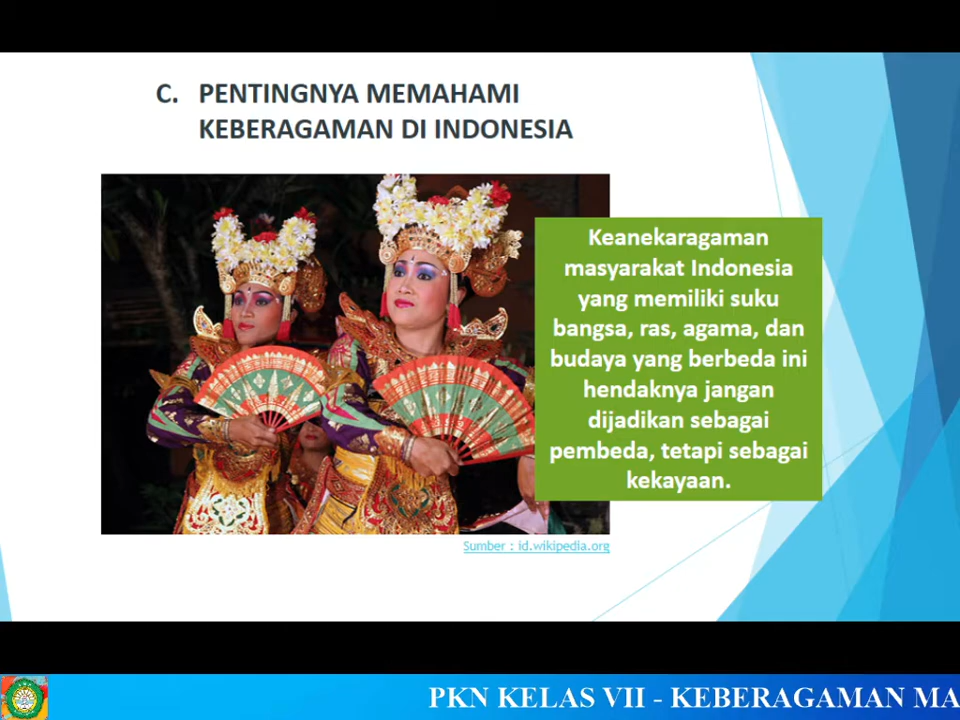 C. PENTINGNYA MEMAHAMI
KEBERAGAMAN DI INDONESIA
Keanekaragaman
masyarakat Indonesia
yang memiliki suku
bangsa, ras, agama, dan
budaya yang berbeda ini
hendaknya jangan
dijadikan sebagai
pembeda, tetapi sebagai
kekayaan.
Sumber : id.wikipedia.org
PKN KELAS VII - KEBERAGAMAN MA